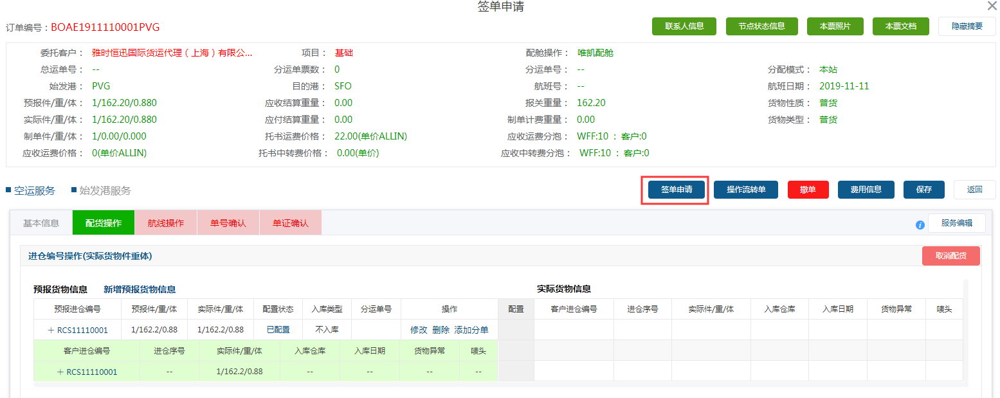 签单申请
订单编号：BOAE1911110001PVG
联系人信息 节点状态信息 本票照片 本票文档 隐藏摘要
委托客户： 雅时恒迅国际货运代理（上海）有限公... 项目： 基础 配舱操作： 唯凯配舱
总运单号： -- 分运单票数： 0 分运单号： -- 分配模式： 本站
始发港： PVG 目的港： SFO 航班号： -- 航班日期： 2019-11-11
预报件/重/体： 1/162.20/0.880 应收结算重量： 0.00 报关重量： 162.20 货物性质： 普货
实际件/重/体： 1/162.20/0.880 应付结算重量： 0.00 制单计费重量： 0.00 货物类型： 普货
制单件/重/体： 1/0.00/0.000 托书运费价格： 22.00(单价ALLIN) 应收运费分泡： WFF:10 ：客户:0
应收运费价格： 0(单价ALLIN) 托书中转费价格： 0.00(单价) 应收中转费分泡： WFF:10 ：客户:0
空运服务 始发港服务 签单申请 操作流转单 撤单 费用信息 保存 返回
基本信息 配货操作 航线操作 单号确认 单证确认 服务编辑
进仓编号操作(实际货物件重体) 取消配货
预报货物信息 新增预报货物信息 实际货物信息
预报进仓编号 预报件/重/体 实际件/重/体 配置状态 入库类型 分运单号 操作 配置 客户进仓编号 进仓序号 实际件/重/体 入库仓库 入库日期 货物异常 唛头
＋ RCS11110001 1/162.2/0.88 1/162.2/0.88 已配置 不入库 修改 删除 添加分单
客户进仓编号 进仓序号 实际件/重/体 入库仓库 入库日期 货物异常 唛头
＋ RCS11110001 -- 1/162.2/0.88 -- -- -- --